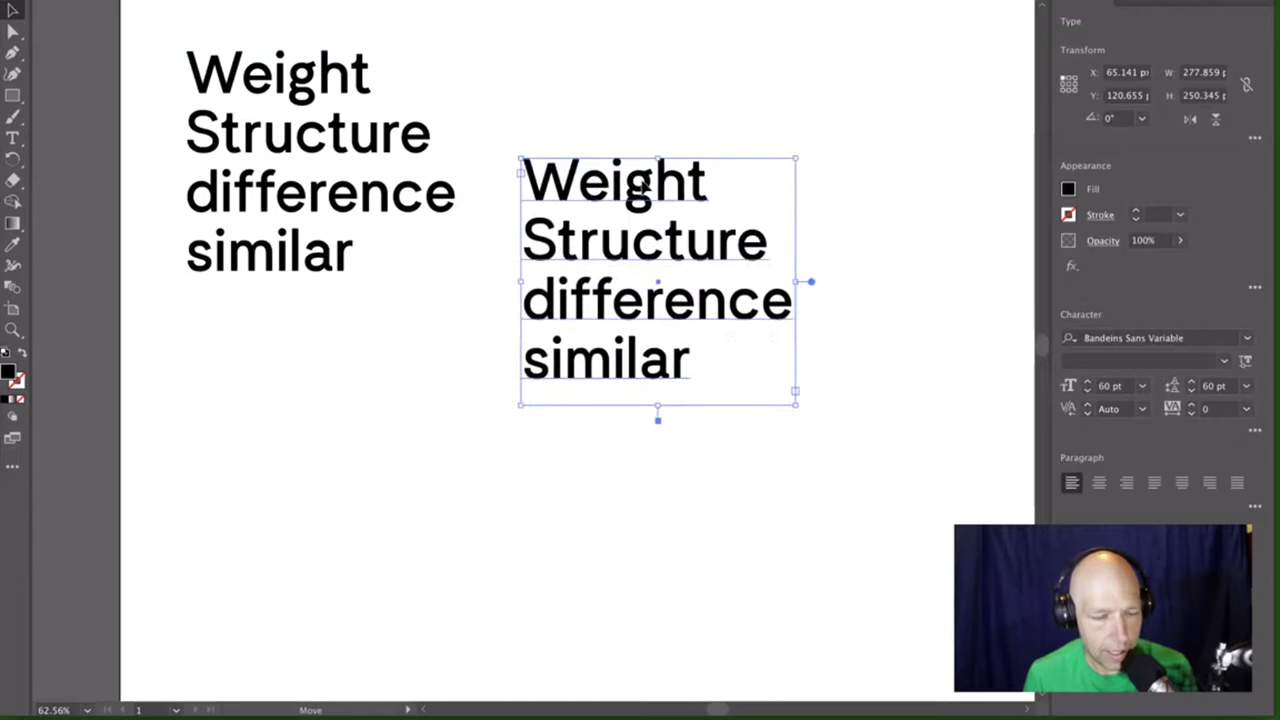 Weight
Structure
difference
similar
Weight
Structure
difference
similar
Type
Transform
X: 65.141 px W: 277.859 p
Y: 120.655 p H: 250.345 p
0°
Appearance
Fill
Stroke
Opacity 100%
fx.
Character
Bandeins Sans Variable
60 pt 60 pt
Auto 0
Paragraph
62.56% 1 Move